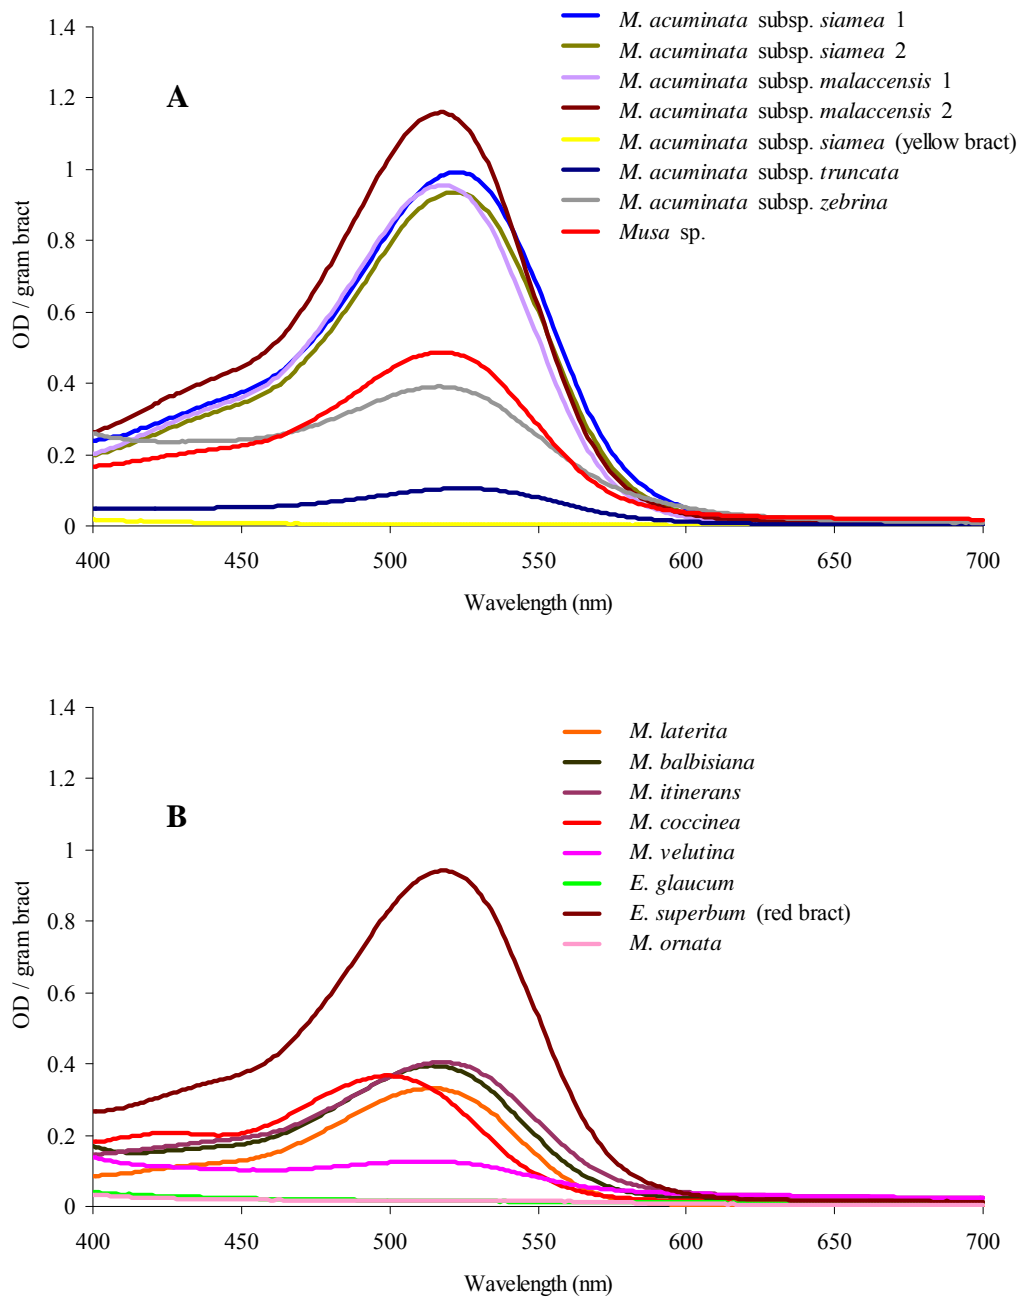 1.4
1.2
1
0.8
0.6
0.4
0.2
0
OD / gram bract
A
M. acuminata subsp. siamea 1
M. acuminata subsp. siamea 2
M. acuminata subsp. malaccensis 1
M. acuminata subsp. malaccensis 2
M. acuminata subsp. siamea (yellow bract)
M. acuminata subsp. truncata
M. acuminata subsp. zebrina
Musa sp.
400 450 500 550 600 650 700
Wavelength (nm)
1.4
1.2
1
0.8
0.6
0.4
0.2
0
OD / gram bract
B
M. laterita
M. balbisiana
M. itinerans
M. coccinea
M. velutina
E. glaucum
E. superbum (red bract)
M. ornata
400 450 500 550 600 650 700
Wavelength (nm)